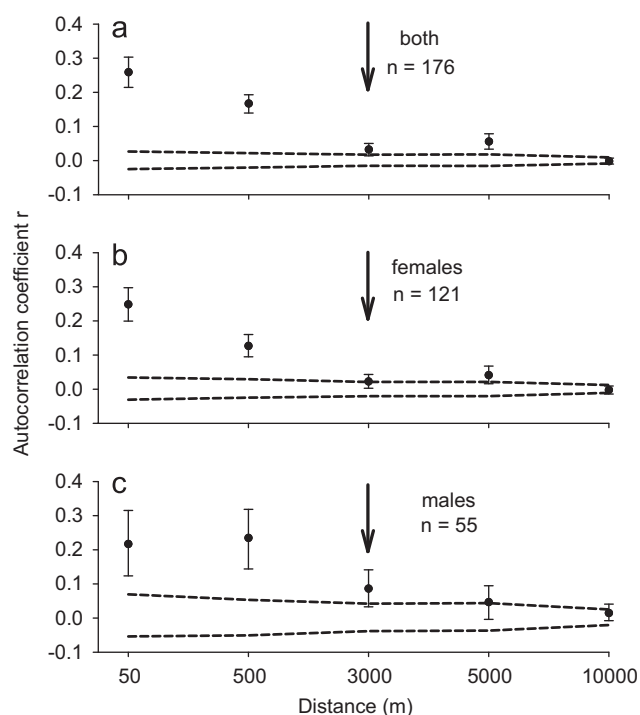 Autocorrelation coefficient r
a
both
n = 176
0.4
0.3
0.2
0.1
0.0
-0.1
b
females
n = 121
0.4
0.3
0.2
0.1
0.0
-0.1
c
males
n = 55
0.4
0.3
0.2
0.1
0.0
-0.1
50 500 3000 5000 10000
Distance (m)